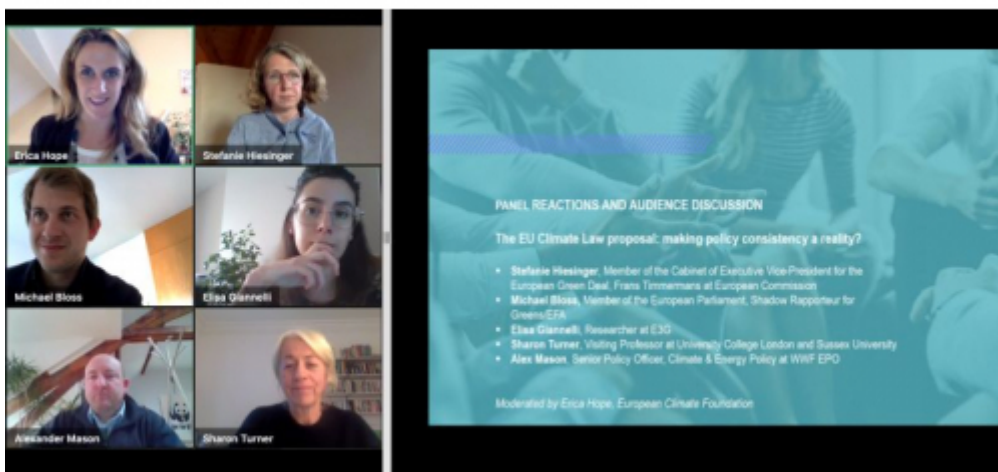 Erica Hope
Stefanie Hiesinger
Michael Bloss
Elisa Giannelli
Alexander Mason
Sharon Turner
PANEL REACTIONS AND AUDIENCE DISCUSSION
The EU Climate Law proposal: making policy consistency a reality?
• Stefanie Hiesinger, Member of the Cabinet of Executive Vice-President for the
European Green Deal, Frans Timmermans at European Commission
• Michael Bloss, Member of the European Parliament, Shadow Rapporteur for
Greens/EFA
• Elisa Giannelli, Researcher at E3G
• Sharon Turner, Visiting Professor at University College London and Sussex University
• Alex Mason, Senior Policy Officer, Climate & Energy Policy at WWF EPO
Moderated by Erica Hope, European Climate Foundation